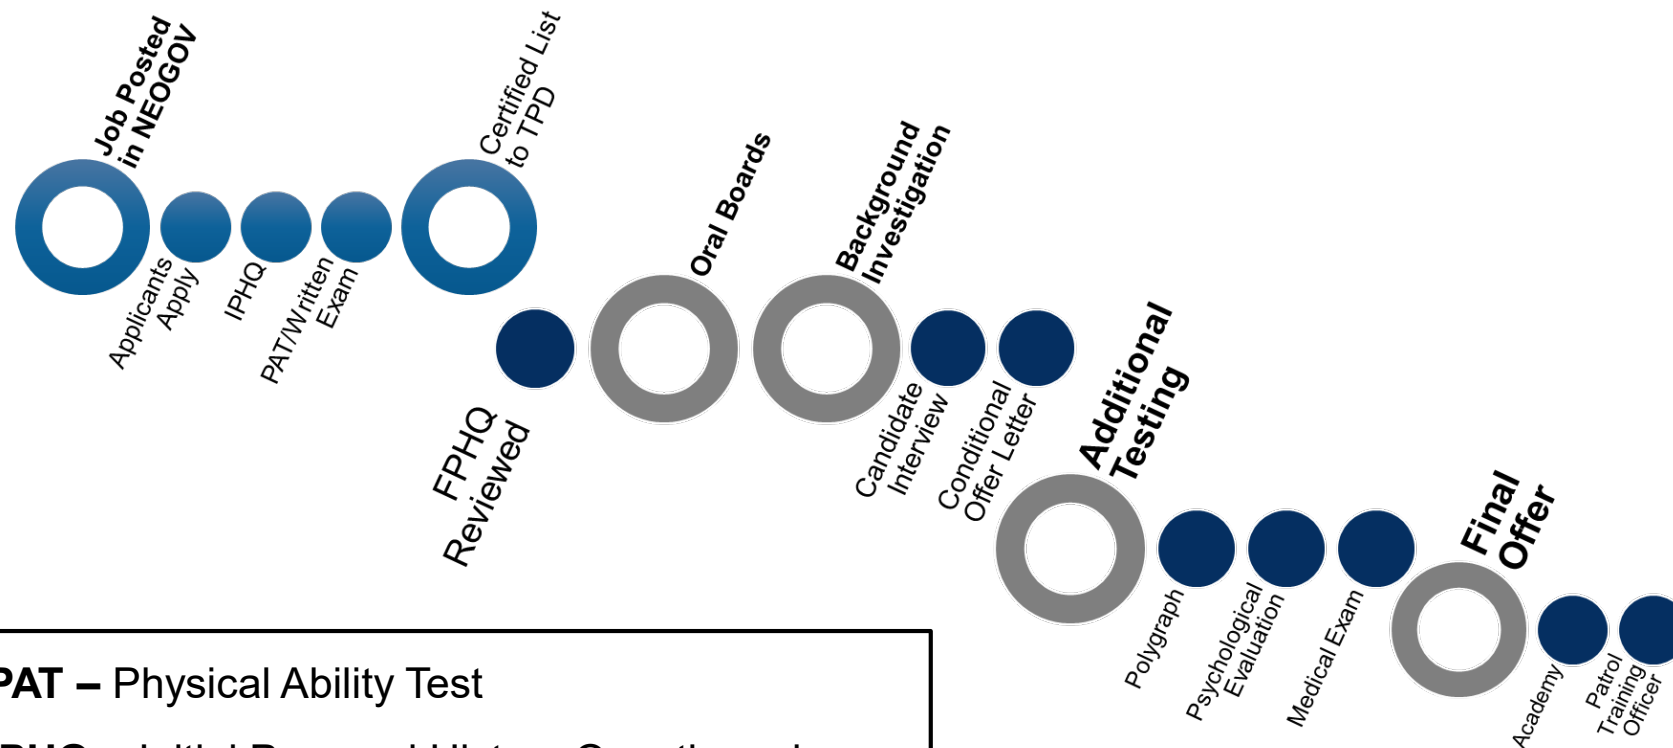 Job Posted
in NEOGOV
Applicants
Apply
IPHQ
PAT/Written
Exam
Certified List
to TPD
FPHQ
Reviewed
Oral Boards
Background
Investigation
Candidate
Interview
Conditional
Offer Letter
Additional
Testing
Polygraph
Psychological
Evaluation
Medical Exam
Final
Offer
Academy
Patrol
Training
Officer
PAT – Physical Ability Test